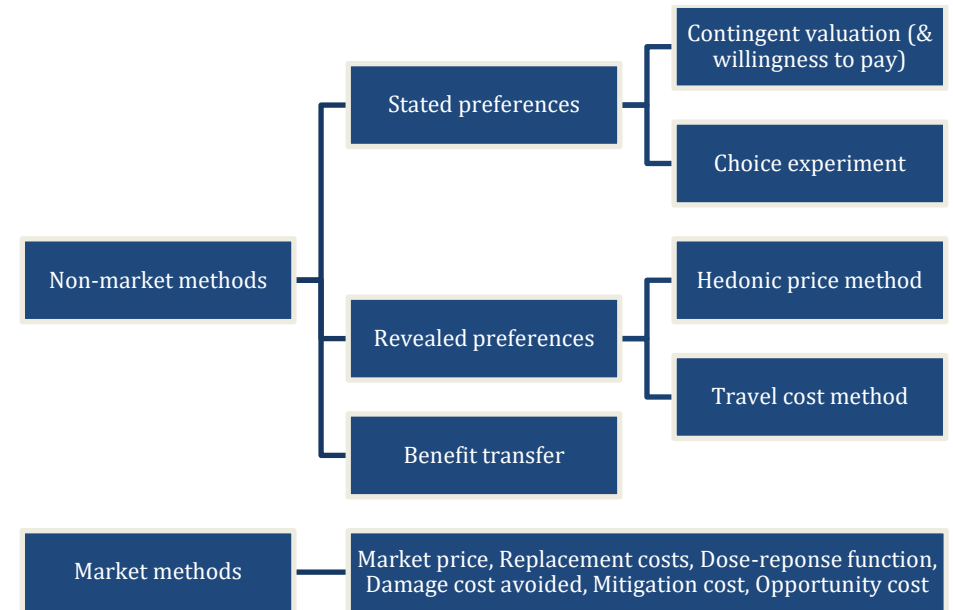 Contingent valuation (&
willingness to pay)
Stated preferences
Choice experiment
Non-market methods
Hedonic price method
Revealed preferences
Travel cost method
Benefit transfer
Market methods
Market price, Replacement costs, Dose-reponse function,
Damage cost avoided, Mitigation cost, Opportunity cost